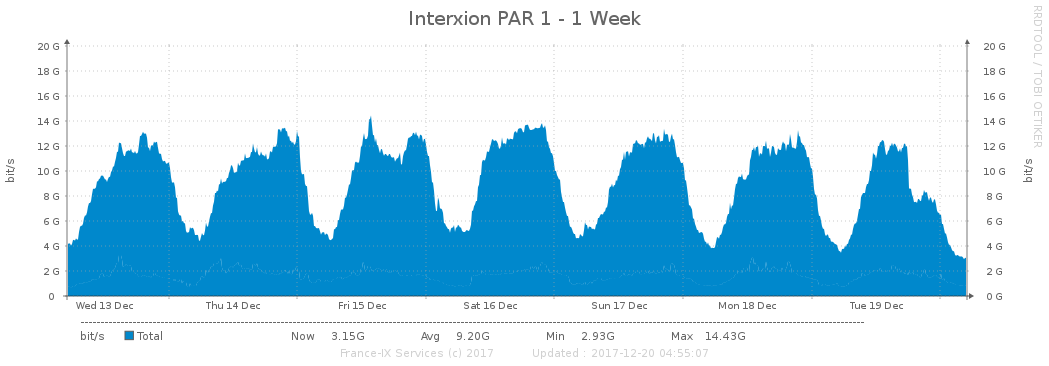 Interxion PAR 1 - 1 Week
RRDTOOL / TOBI OETIKER
20 G 20 G
18 G 18 G
16 G 16 G
14 G 14 G
12 G 12 G
10 G 10 G
8 G 8 G
6 G 6 G
4 G 4 G
2 G 2 G
0 0 G
bit/s bit/s
Wed 13 Dec Thu 14 Dec Fri 15 Dec Sat 16 Dec Sun 17 Dec Mon 18 Dec Tue 19 Dec
bit/s Total Now 3.15G Avg 9.20G Min 2.93G Max 14.43G
France-IX Services (c) 2017 Updated : 2017-12-20 04:55:07